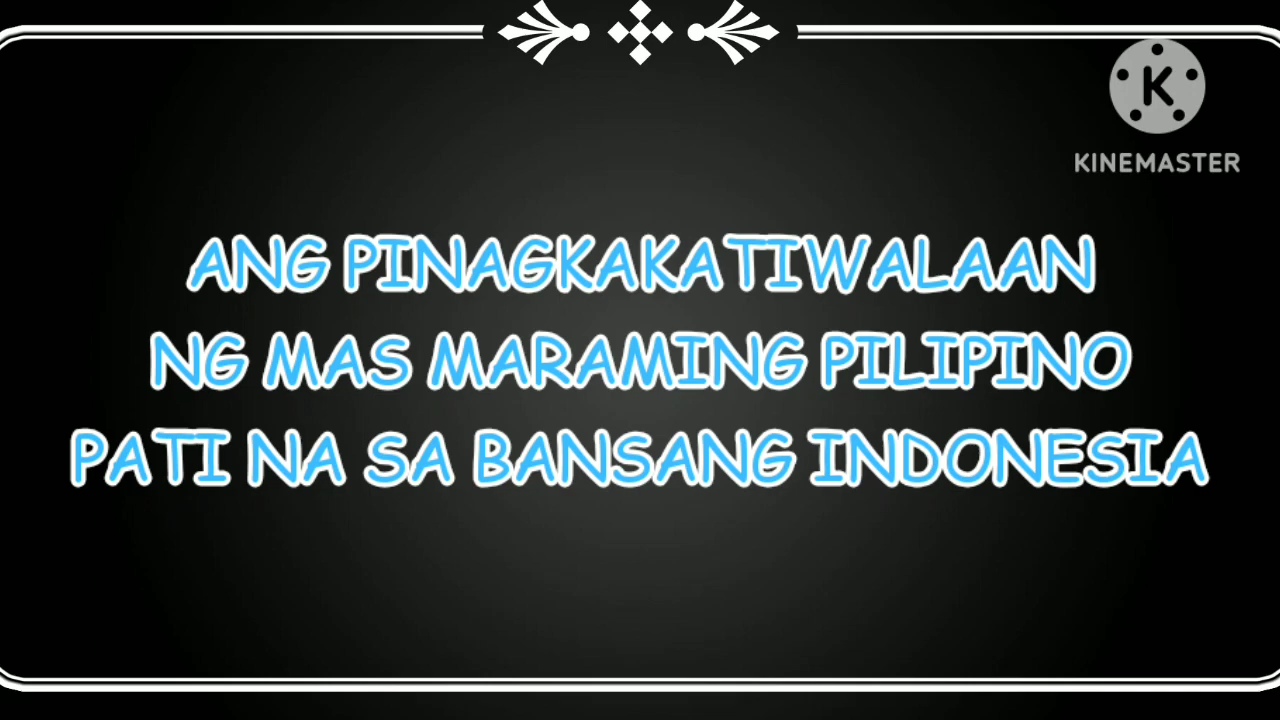 K
KINEMASTER
ANG PINAGKAKATIWALAAN
NG MAS MARAMING PILIPINO
PATI NA SA BANSANG INDONESIA